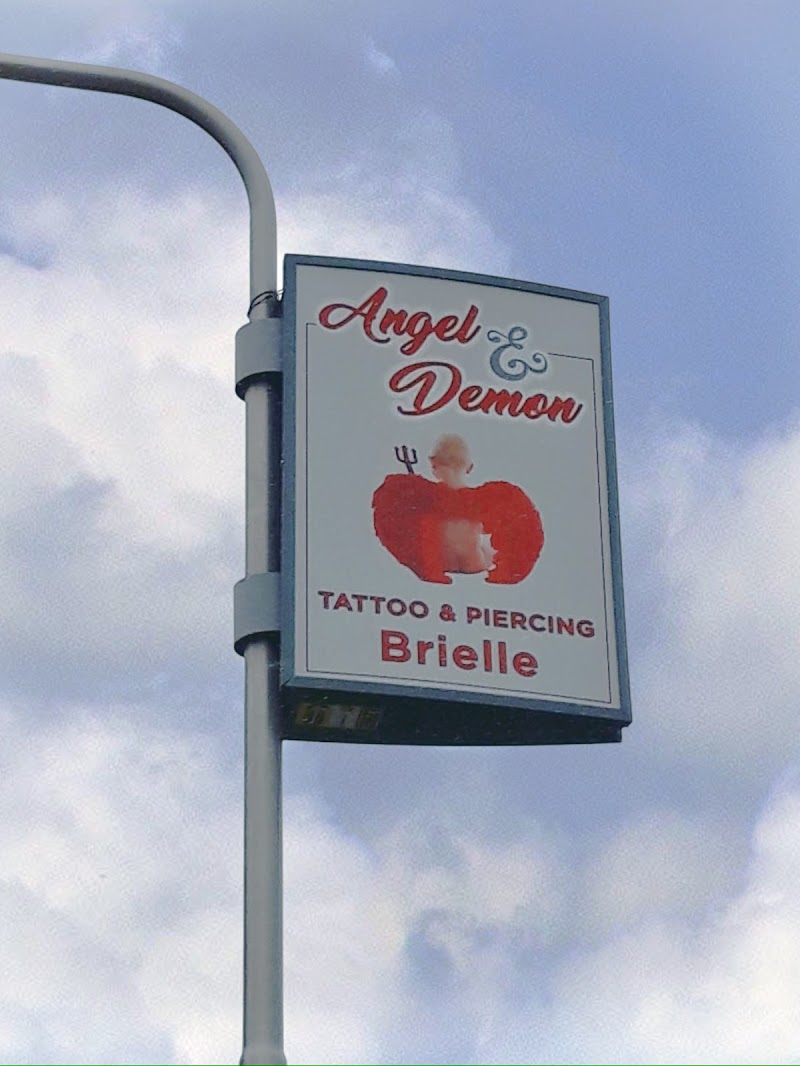 Angel &
Demon
TATTOO & PIERCING
Brielle